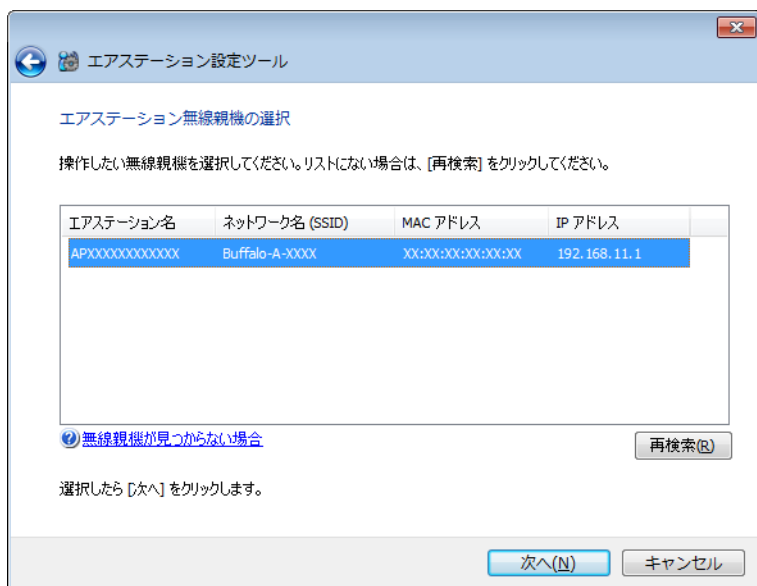 エアステーション設定ツール
エアステーション無線親機の選択
操作したい無線親機を選択してください。リストにない場合は、[再検索] をクリックしてください。
エアステーション名 ネットワーク名 (SSID) MAC アドレス IP アドレス
APXXXXXXXXXXXX Buffalo-A-XXXX XX:XX:XX:XX:XX:XX 192.168.11.1
無線親機が見つからない場合
再検索(R)
選択したら [次へ] をクリックします。
次へ(N) キャンセル